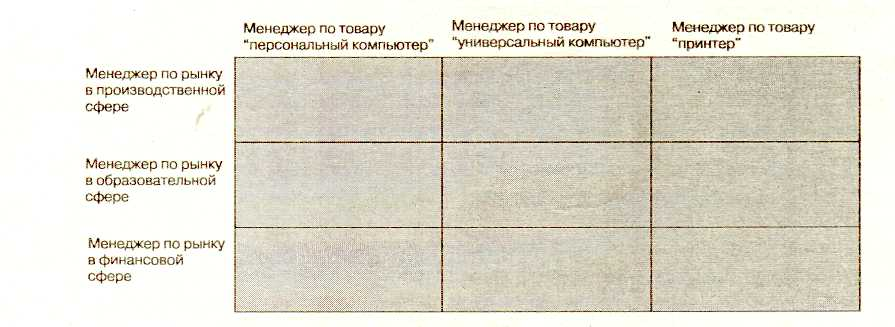 Менеджер по товару
"персональный компьютер"
Менеджер по товару
"универсальный компьютер"
Менеджер по товару
"принтер"
Менеджер по рынку
в производственной
сфере
Менеджер по рынку
в образовательной
сфере
Менеджер по рынку
в финансовой
сфере